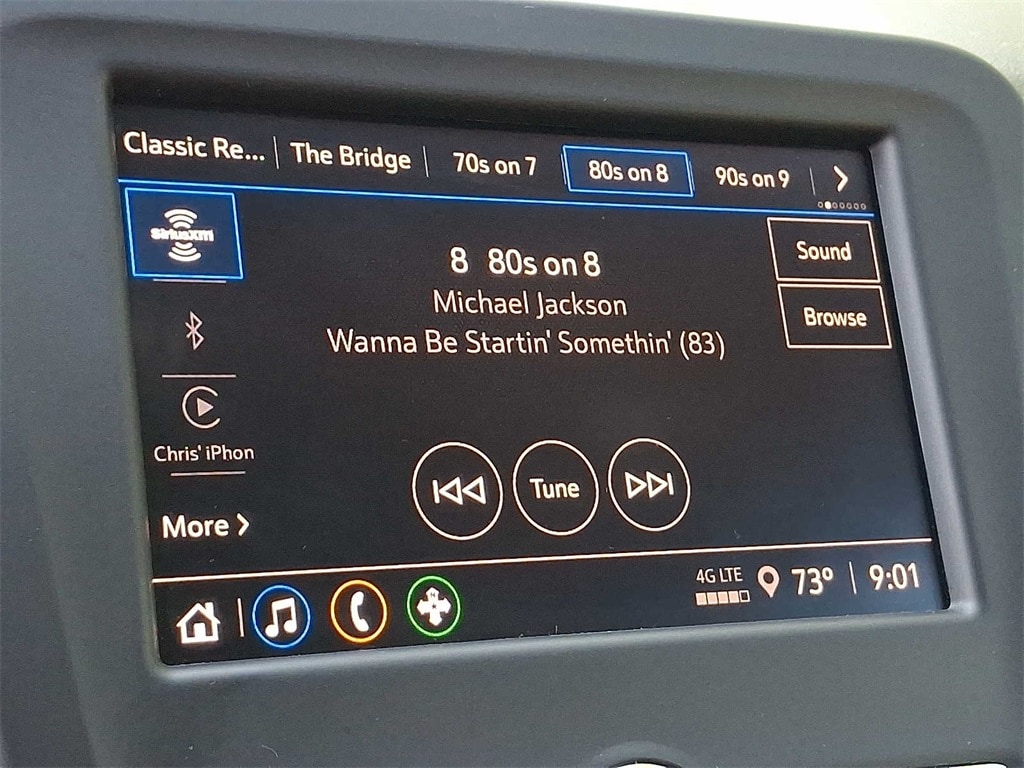 Classic Re... The Bridge 70s on 7 80s on 8 90s on 9
SiriusXM
8 80s on 8
Michael Jackson
Wanna Be Startin' Somethin' (83)
Sound
Browse
Chris' iPhon
More
Tune
4G LTE
73° 9:01